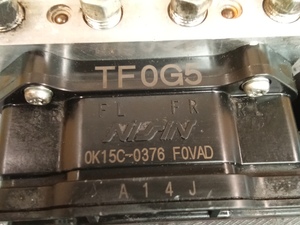 TF0G5
FL FR L
NISSIN
0K15C-0376 F0VAD
A14J